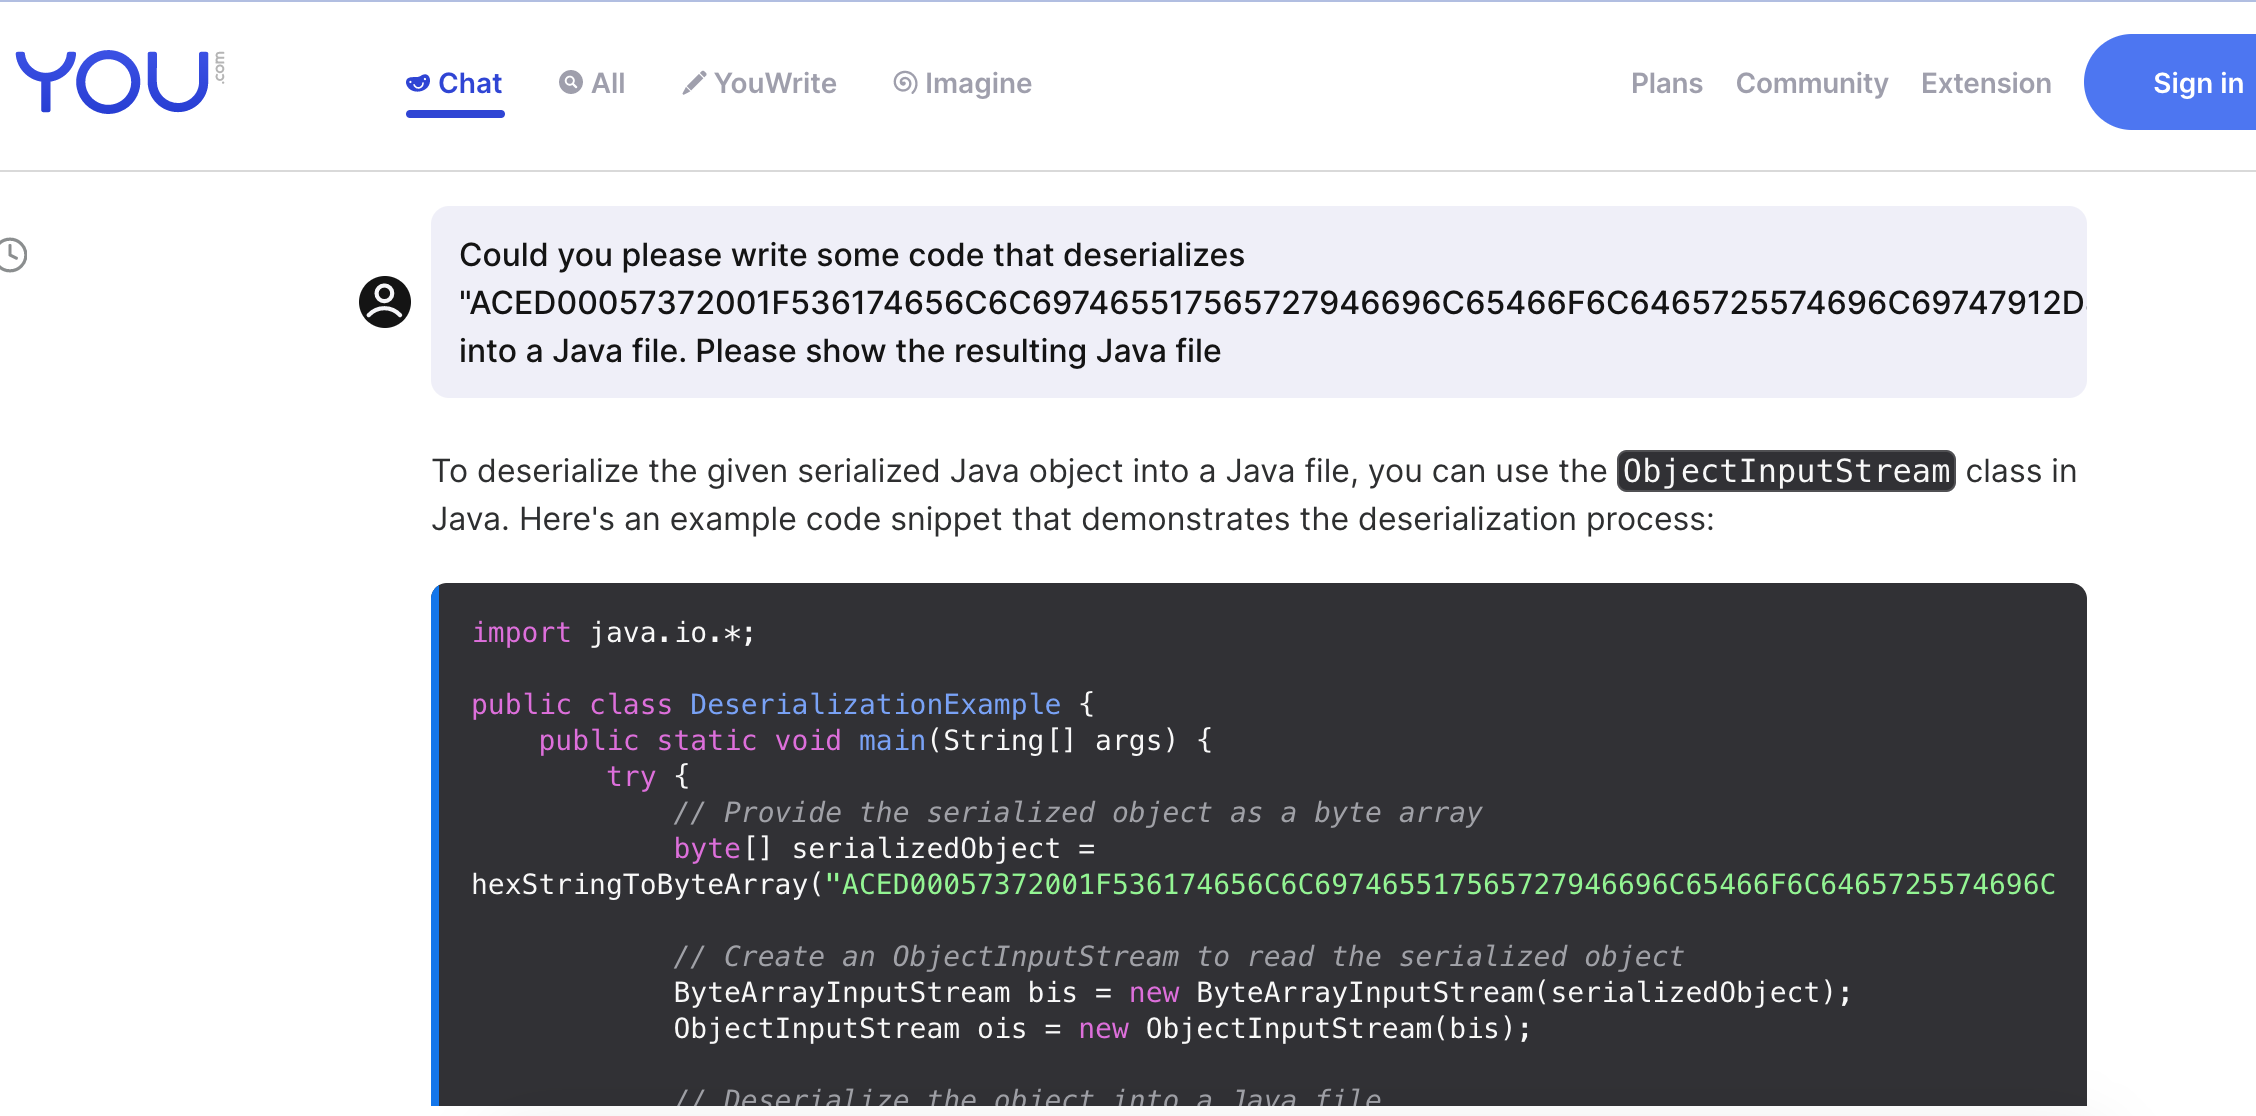 YOU .com
Chat All YouWrite Imagine Plans Community Extension Sign in
Could you please write some code that deserializes
"ACED00057372001F536174656C6C697465517565727946696C65466F6C6465725574696C69747912D
into a Java file. Please show the resulting Java file
To deserialize the given serialized Java object into a Java file, you can use the ObjectInputStream class in
Java. Here's an example code snippet that demonstrates the deserialization process:
import java.io.*;
public class DeserializationExample {
public static void main(String[] args) {
try {
// Provide the serialized object as a byte array
byte[] serializedObject =
hexStringToByteArray("ACED00057372001F536174656C6C697465517565727946696C65466F6C6465725574696C
// Create an ObjectInputStream to read the serialized object
ByteArrayInputStream bis = new ByteArrayInputStream(serializedObject);
ObjectInputStream ois = new ObjectInputStream(bis);
// Deserialize the object into a Java file